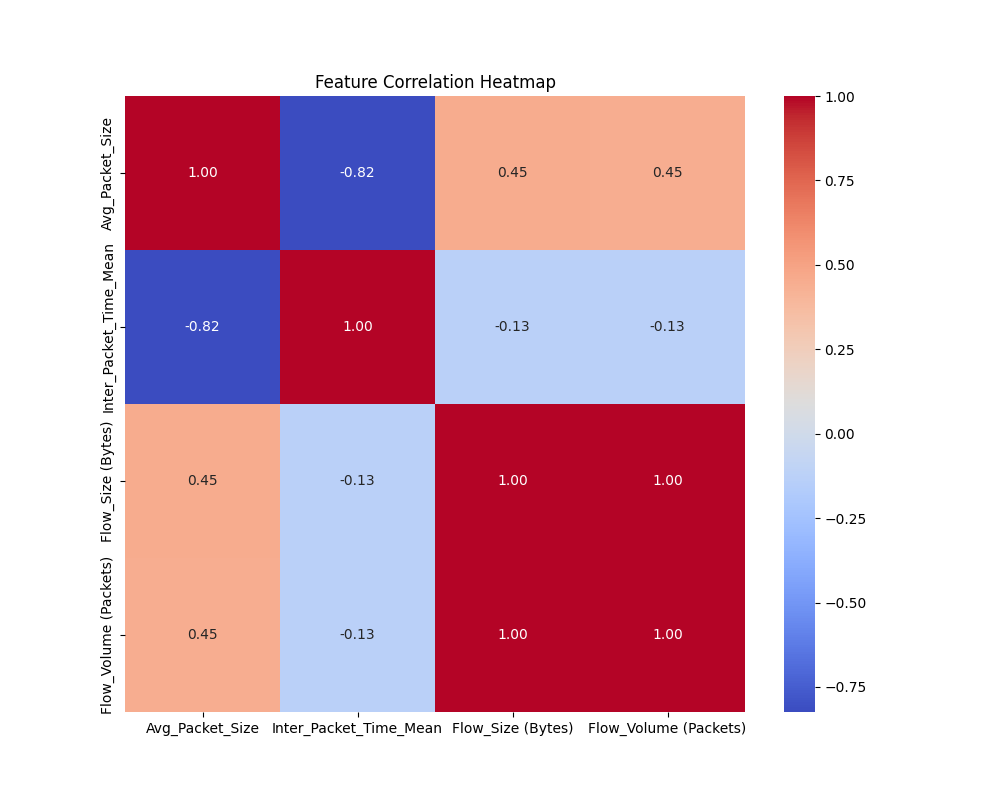 Feature Correlation Heatmap
Avg_Packet_Size
1.00
-0.82
0.45
0.45
Inter_Packet_Time_Mean
-0.82
1.00
-0.13
-0.13
Flow_Size (Bytes)
0.45
-0.13
1.00
1.00
Flow_Volume (Packets)
0.45
-0.13
1.00
1.00
Avg_Packet_Size
Inter_Packet_Time_Mean
Flow_Size (Bytes)
Flow_Volume (Packets)
1.00
0.75
0.50
0.25
0.00
−0.25
−0.50
−0.75